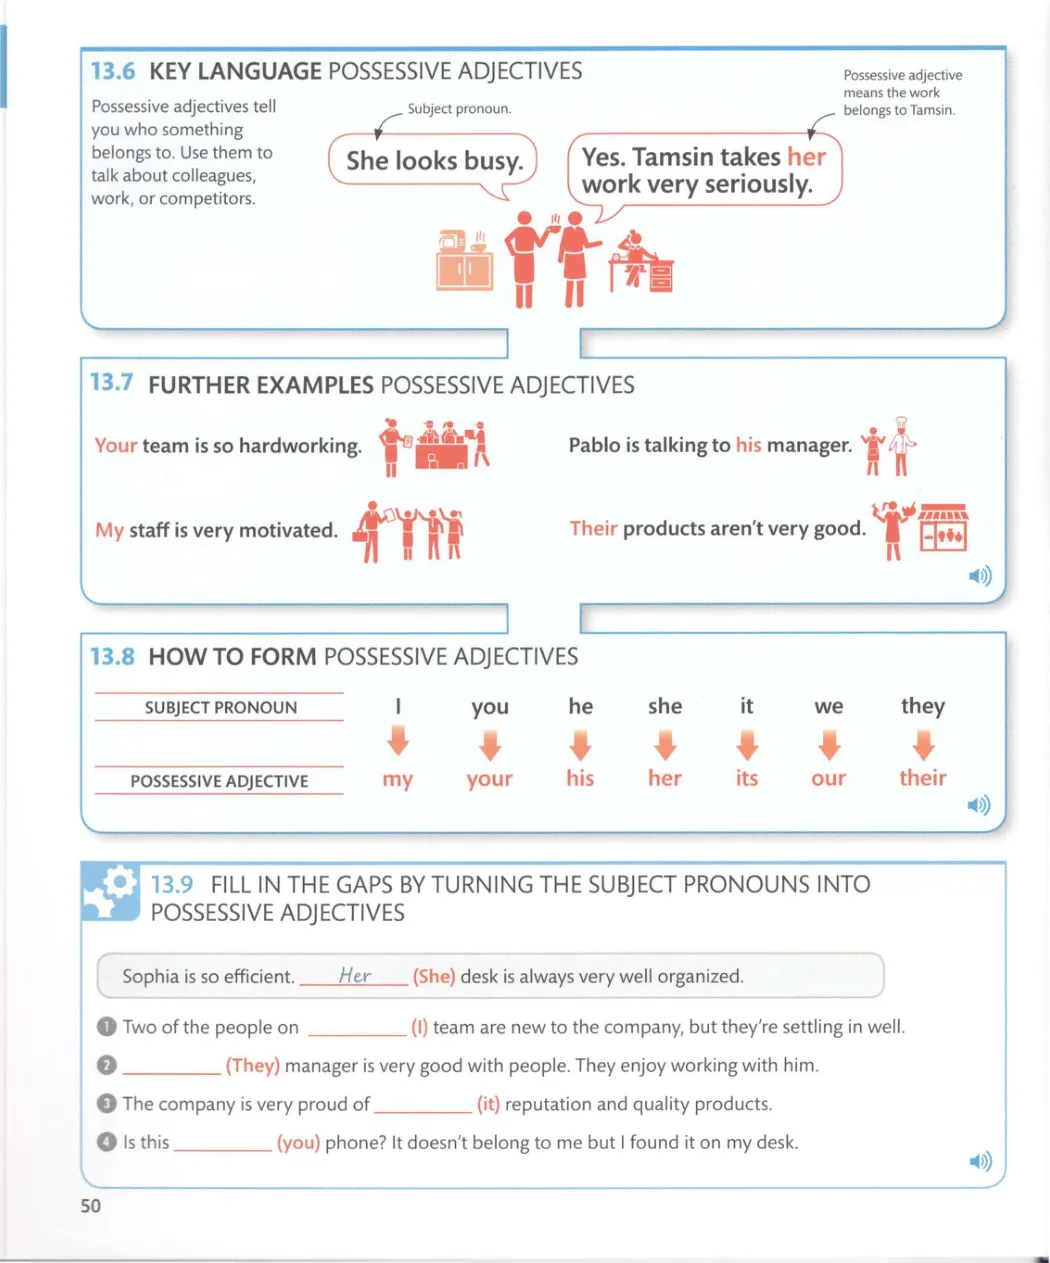 13.6 KEY LANGUAGE POSSESSIVE ADJECTIVES
Possessive adjectives tell
you who something
belongs to. Use them to
talk about colleagues,
work, or competitors.
Subject pronoun.
Possessive adjective
means the work
belongs to Tamsin.
She looks busy.
Yes. Tamsin takes her
work very seriously.
13.7 FURTHER EXAMPLES POSSESSIVE ADJECTIVES
Your team is so hardworking.
Pablo is talking to his manager.
My staff is very motivated.
Their products aren't very good.
13.8 HOW TO FORM POSSESSIVE ADJECTIVES
SUBJECT PRONOUN I you he she it we they
POSSESSIVE ADJECTIVE my your his her its our their
13.9 FILL IN THE GAPS BY TURNING THE SUBJECT PRONOUNS INTO
POSSESSIVE ADJECTIVES
Sophia is so efficient. Her (She) desk is always very well organized.
1 Two of the people on __________ (I) team are new to the company, but they're settling in well.
2 __________ (They) manager is very good with people. They enjoy working with him.
3 The company is very proud of __________ (it) reputation and quality products.
4 Is this __________ (you) phone? It doesn't belong to me but I found it on my desk.
50